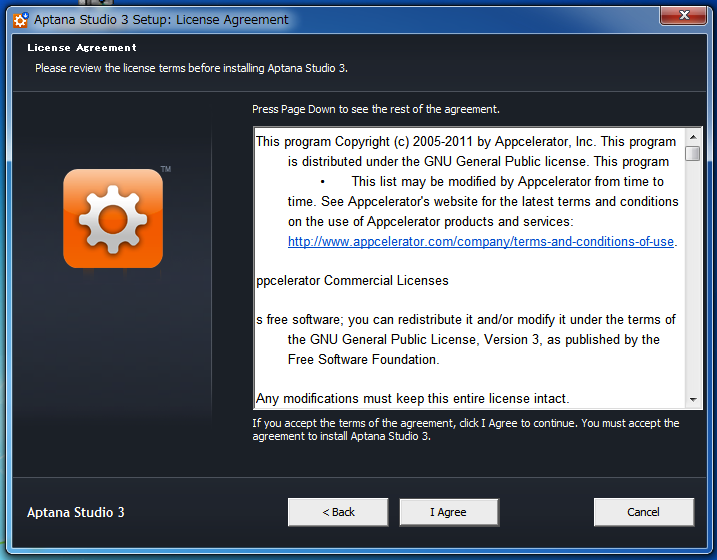 Aptana Studio 3 Setup: License Agreement
License Agreement
Please review the license terms before installing Aptana Studio 3.
Press Page Down to see the rest of the agreement.
This program Copyright (c) 2005-2011 by Appcelerator, Inc. This program
is distributed under the GNU General Public license. This program
• This list may be modified by Appcelerator from time to
time. See Appcelerator's website for the latest terms and conditions
on the use of Appcelerator products and services:
http://www.appcelerator.com/company/terms-and-conditions-of-use.
ppcelerator Commercial Licenses
s free software; you can redistribute it and/or modify it under the terms of
the GNU General Public License, Version 3, as published by the
Free Software Foundation.
Any modifications must keep this entire license intact.
TM
If you accept the terms of the agreement, click I Agree to continue. You must accept the
agreement to install Aptana Studio 3.
Aptana Studio 3
< Back
I Agree
Cancel